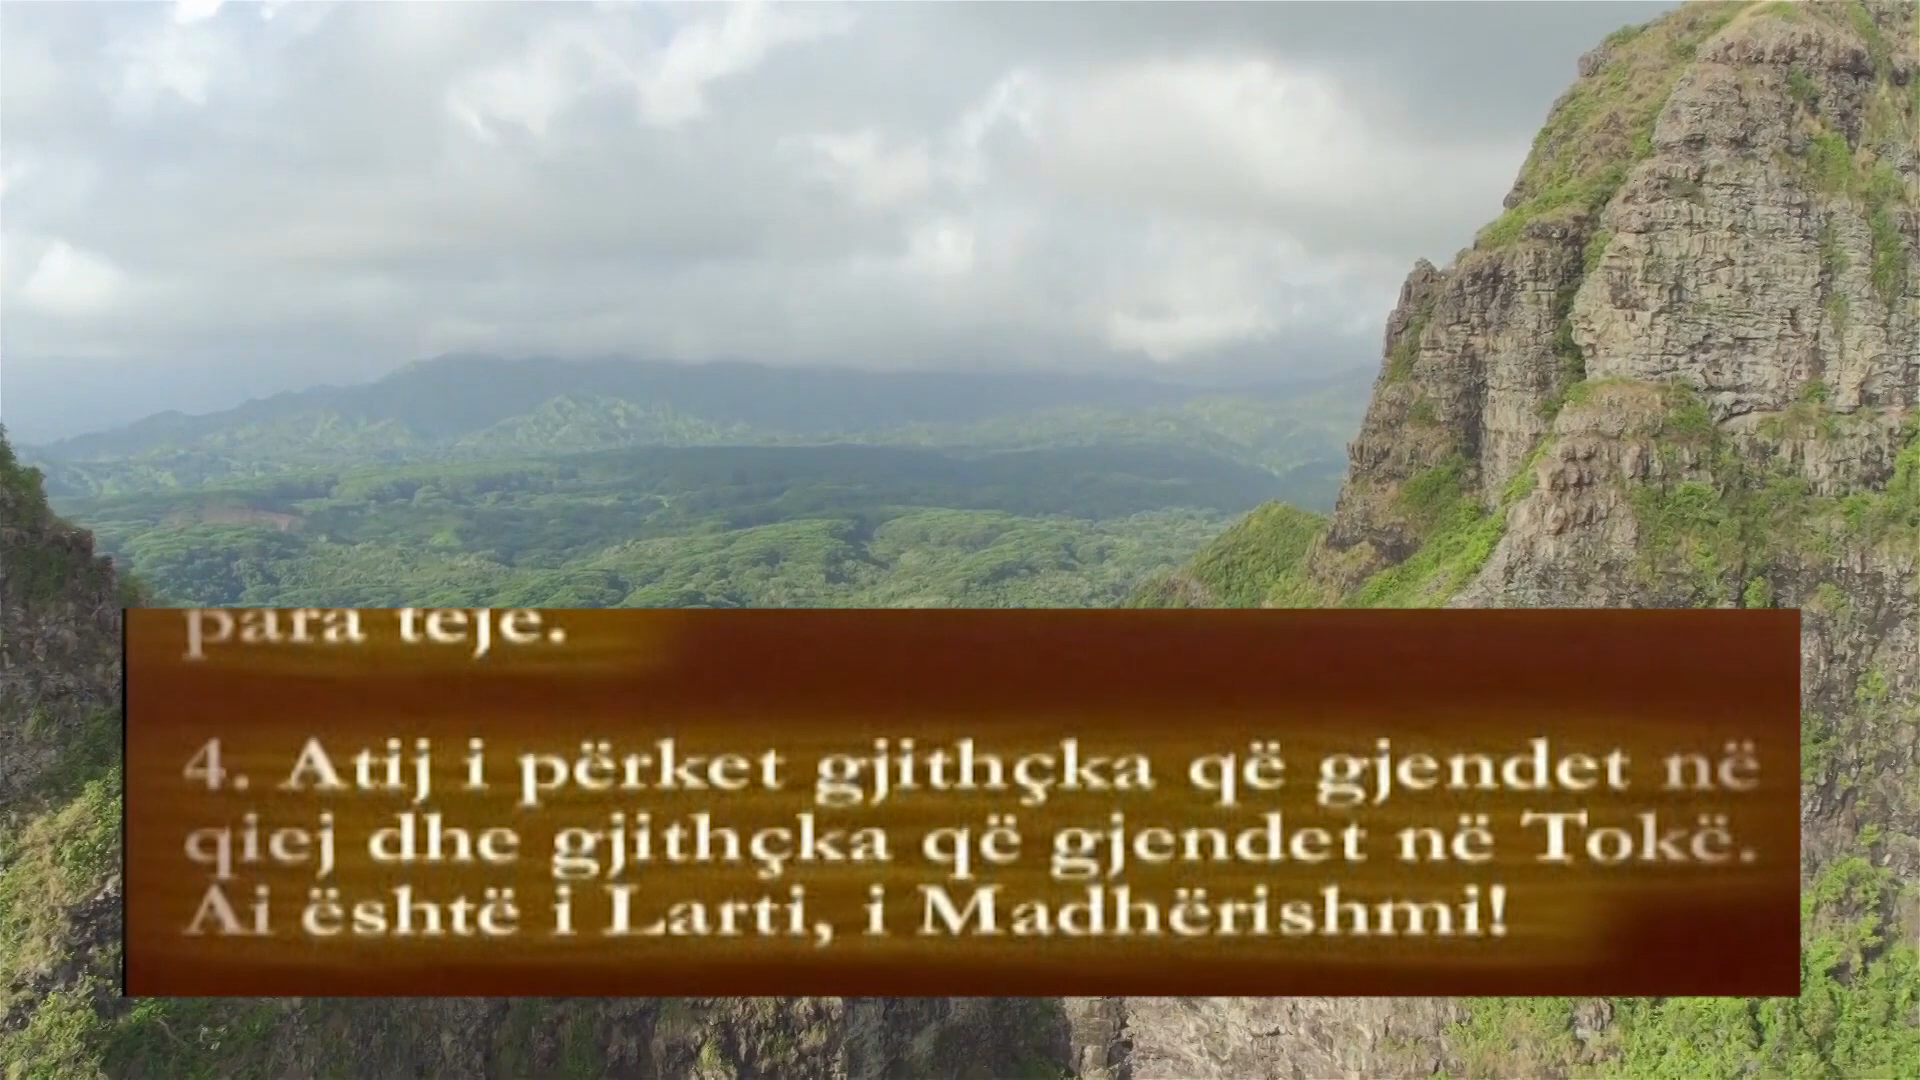 para teje.
4. Atij i përket gjithçka që gjendet në
qiej dhe gjithçka që gjendet në Tokë.
Ai është i Larti, i Madhërishmi!